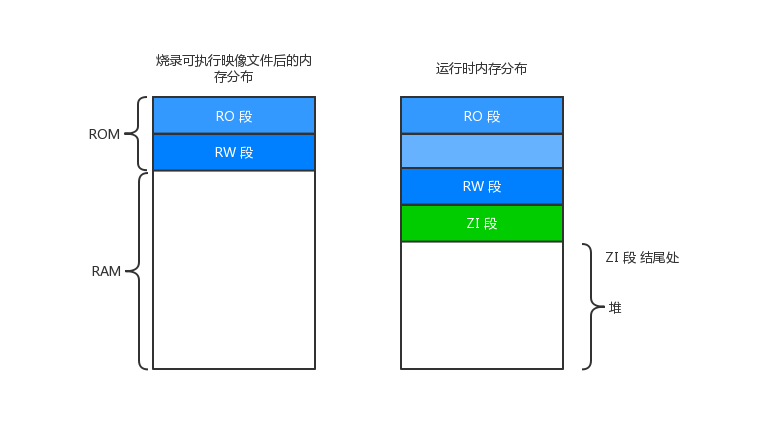 烧录可执行映像文件后的内
存分布
运行时内存分布
RO 段
RO 段
ROM
RW 段
RW 段
ZI 段
ZI 段 结尾处
RAM
堆